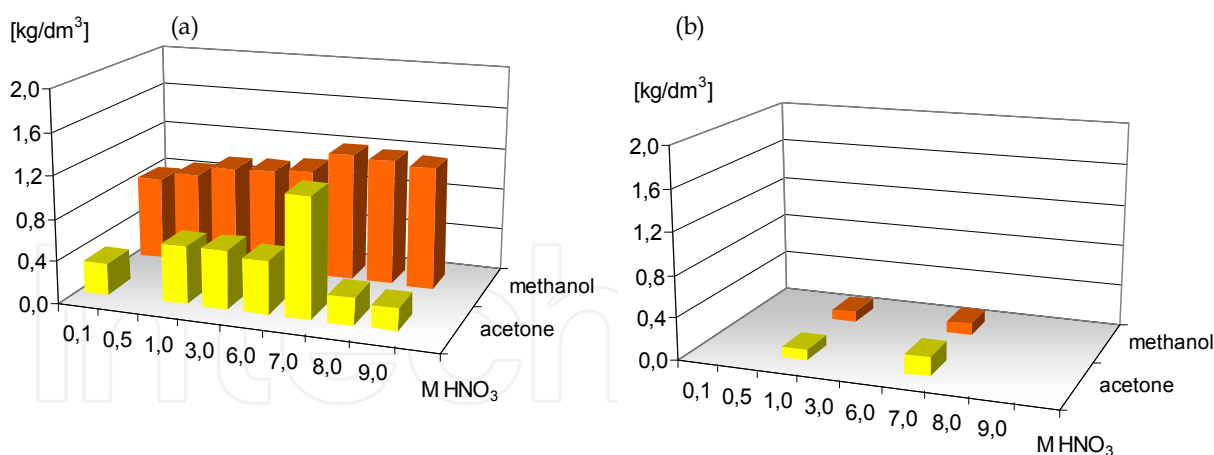 [kg/dm³]
(a)
2,0
1,6
1,2
0,8
0,4
0,0
0,1
0,5
1,0
3,0
6,0
7,0
8,0
9,0
M HNO₃
methanol
acetone
(b)
[kg/dm³]
2,0
1,6
1,2
0,8
0,4
0,0
0,1
0,5
1,0
3,0
6,0
7,0
8,0
9,0
M HNO₃
methanol
acetone
Intech